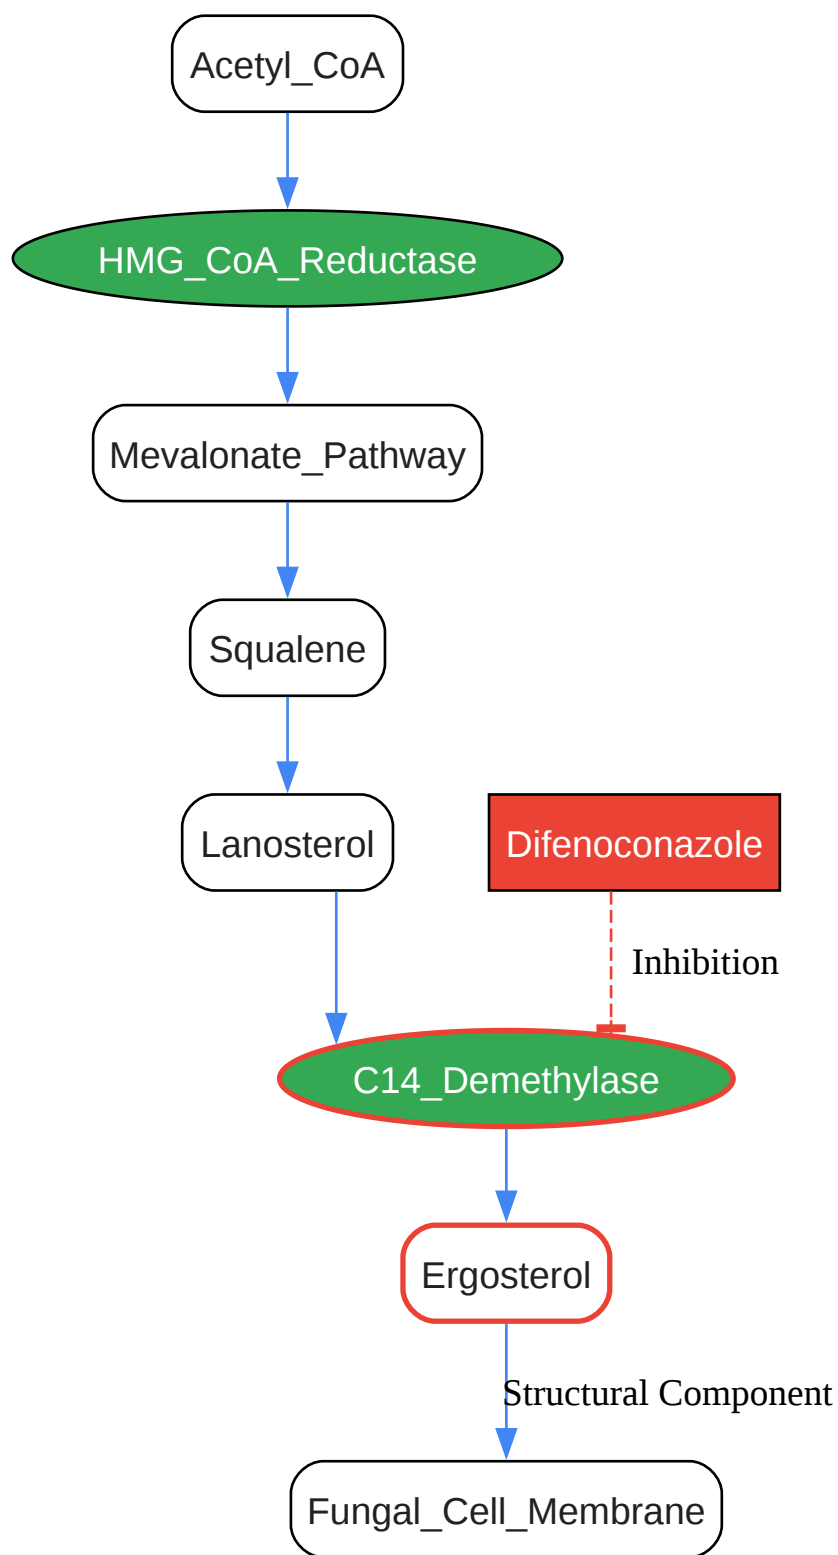 Acetyl_CoA
HMG_CoA_Reductase
Mevalonate_Pathway
Squalene
Lanosterol
Difenoconazole
Inhibition
C14_Demethylase
Ergosterol
Structural Component
Fungal_Cell_Membrane